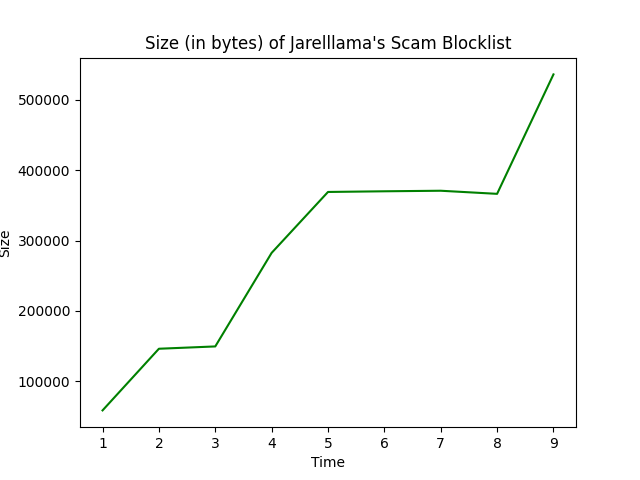 Size (in bytes) of Jarelllama's Scam Blocklist
500000
400000
300000
200000
100000
Size
1 2 3 4 5 6 7 8 9
Time